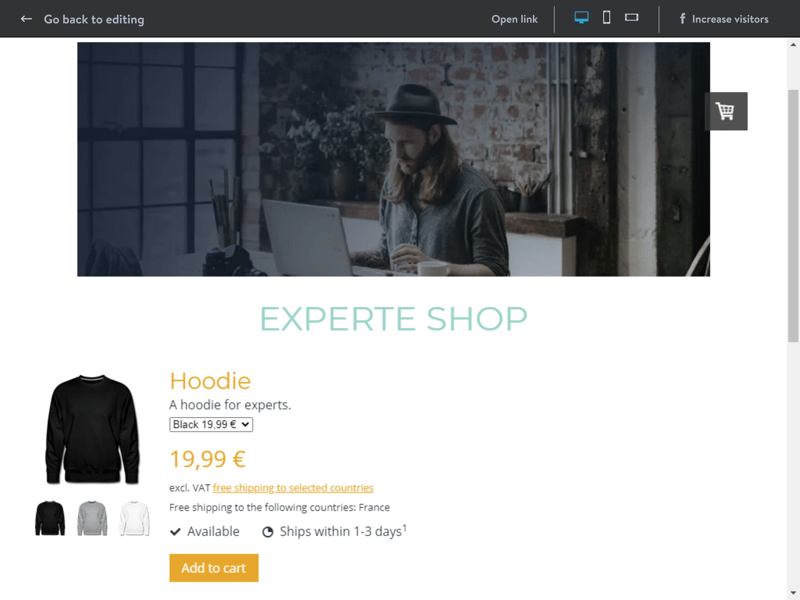 Go back to editing
Open link
Increase visitors
EXPERTE SHOP
Hoodie
A hoodie for experts.
Black 19,99 €
19,99 €
excl. VAT free shipping to selected countries
Free shipping to the following countries: France
Available Ships within 1-3 days¹
Add to cart